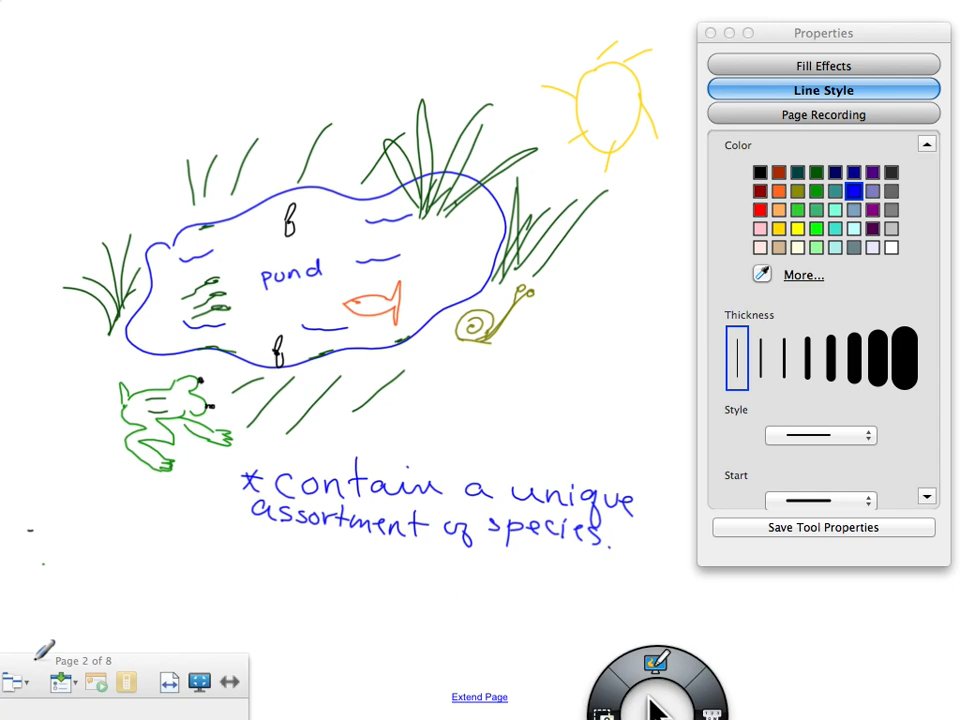 Properties
Fill Effects
Line Style
Page Recording
Color
More...
Thickness
Style
Start
Save Tool Properties
pond
*contain a unique
assortment of species.
Page 2 of 8
Extend Page